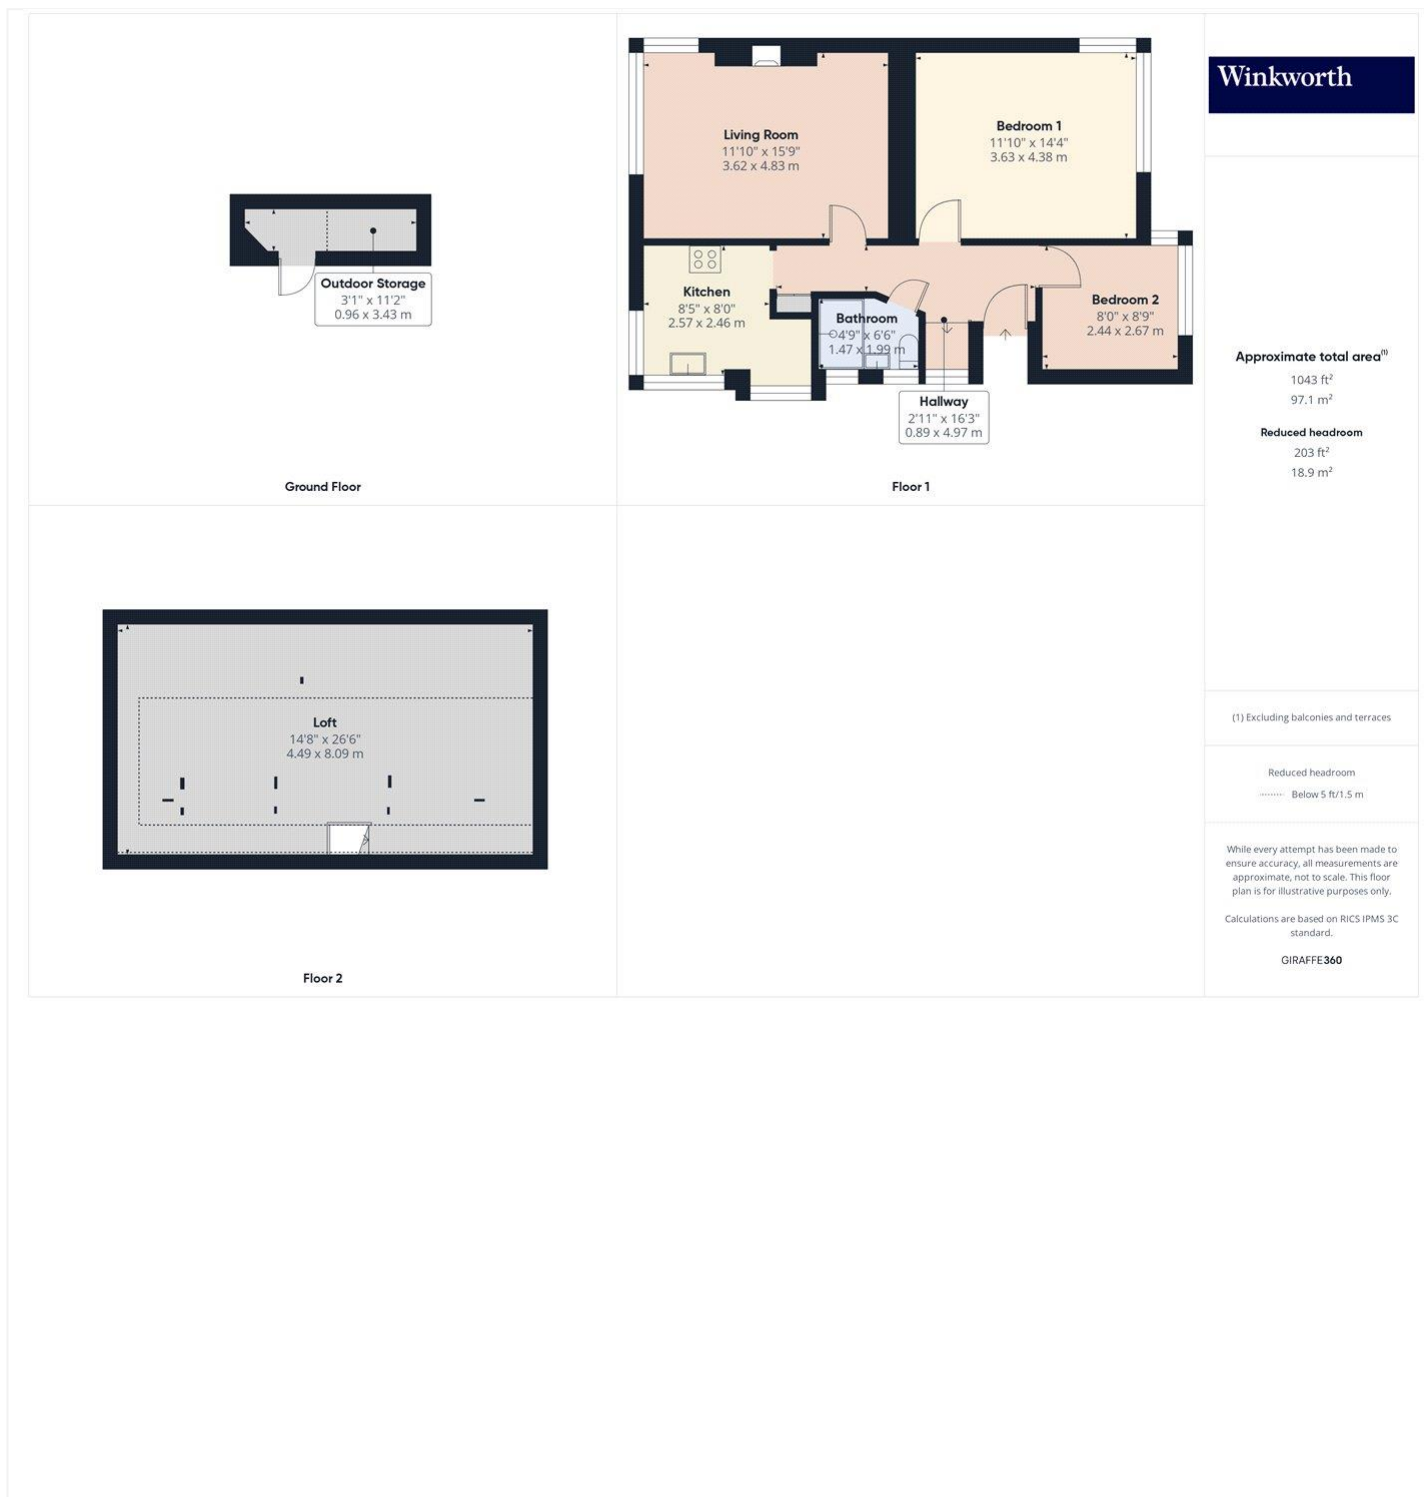 Outdoor Storage
3'1" x 11'2"
0.96 x 3.43 m
Ground Floor
Living Room
11'10" x 15'9"
3.62 x 4.83 m
Bedroom 1
11'10" x 14'4"
3.63 x 4.38 m
Kitchen
8'5" x 8'0"
2.57 x 2.46 m
Bathroom
4'9" x 6'6"
1.47 x 1.99 m
Bedroom 2
8'0" x 8'9"
2.44 x 2.67 m
Hallway
2'11" x 16'3"
0.89 x 4.97 m
Floor 1
Loft
14'8" x 26'6"
4.49 x 8.09 m
Floor 2
Winkworth
Approximate total area⁽¹⁾
1043 ft²
97.1 m²
Reduced headroom
203 ft²
18.9 m²
(1) Excluding balconies and terraces
Reduced headroom
Below 5 ft/1.5 m
While every attempt has been made to
ensure accuracy, all measurements are
approximate, not to scale. This floor
plan is for illustrative purposes only.
Calculations are based on RICS IPMS 3C
standard.
GIRAFFE360